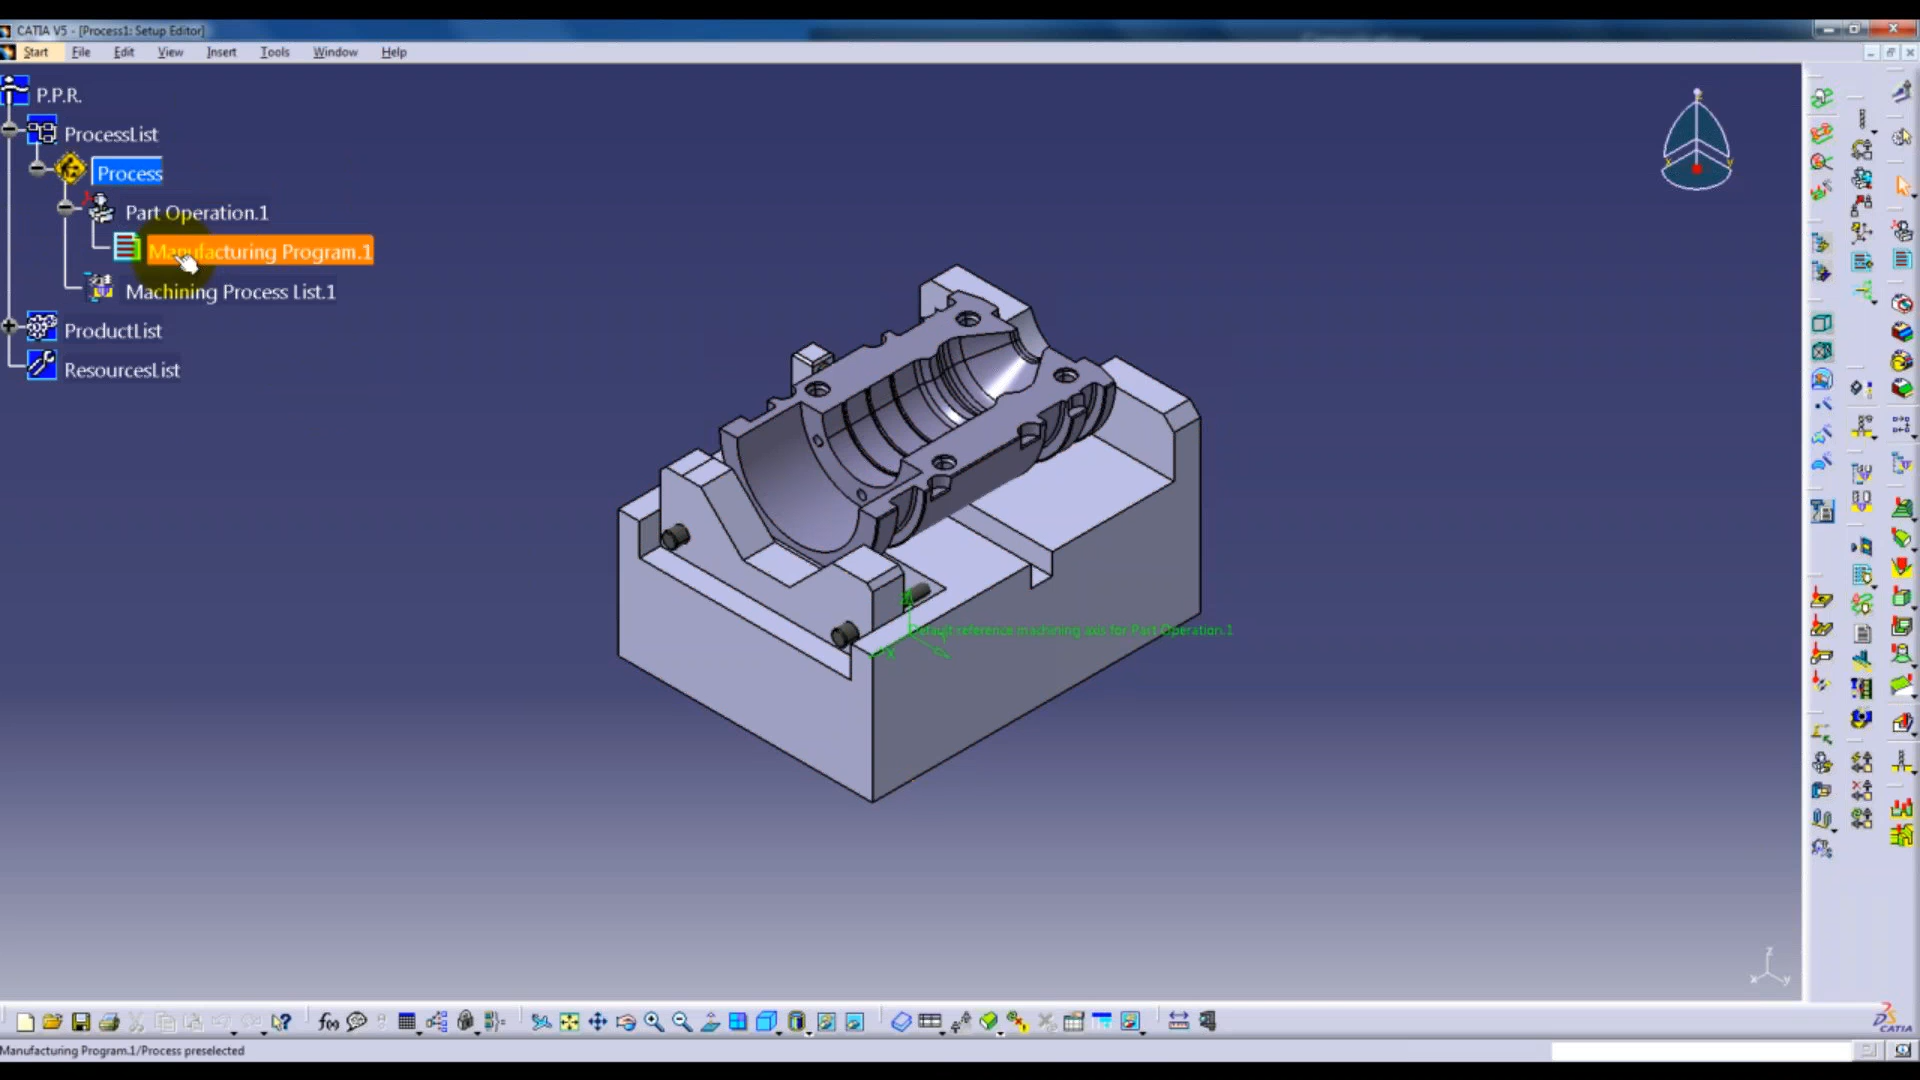 CATIA V5 - [Process1: Setup Editor]
Start File Edit View Insert Tools Window Help
P.P.R.
ProcessList
Process
Part Operation.1
Manufacturing Program.1
Machining Process List.1
ProductList
ResourcesList
Default reference machining axis for Part Operation.1
z
x y
f(x)
DS
CATIA
Manufacturing Program.1/Process preselected